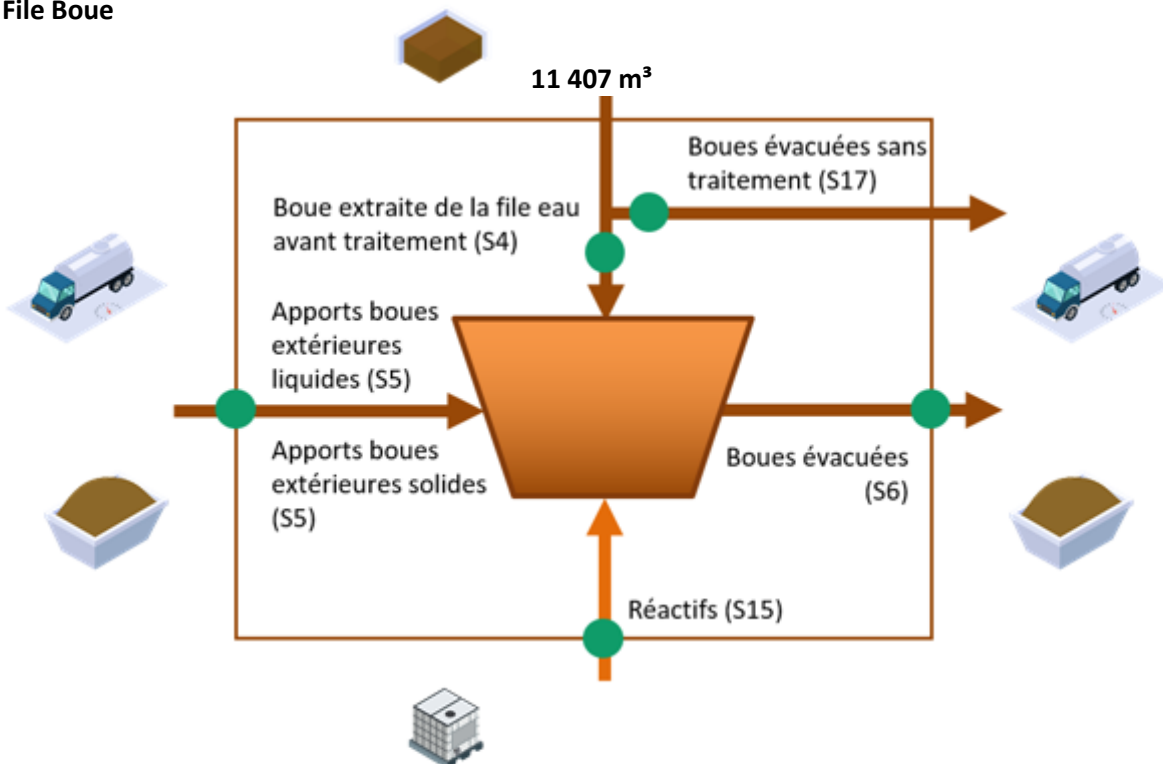 File Boue
11 407 m³
Boues évacuées sans
traitement (S17)
Boue extraite de la file eau
avant traitement (S4)
Apports boues
extérieures
liquides (S5)
Apports boues
extérieures solides
(S5)
Boues évacuées
(S6)
Réactifs (S15)